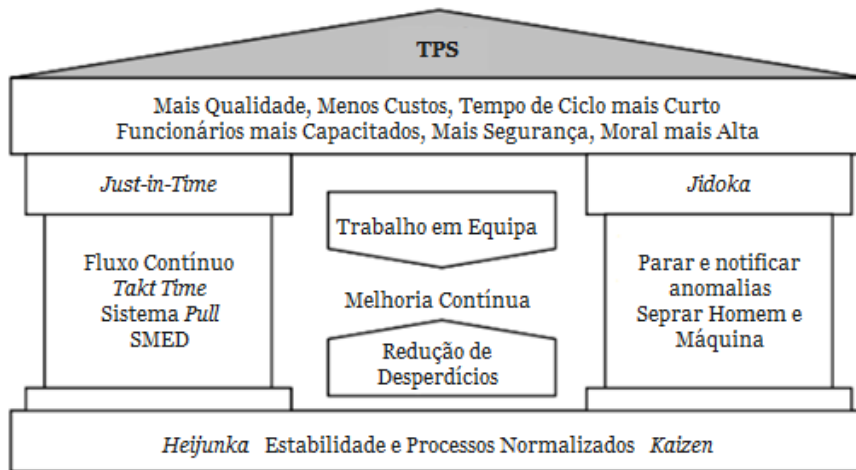 TPS
Mais Qualidade, Menos Custos, Tempo de Ciclo mais Curto
Funcionários mais Capacitados, Mais Segurança, Moral mais Alta
Just-in-Time
Fluxo Contínuo
Takt Time
Sistema Pull
SMED
Trabalho em Equipa
Melhoria Contínua
Redução de
Desperdícios
Jidoka
Parar e notificar
anomalias
Seprar Homem e
Máquina
Heijunka Estabilidade e Processos Normalizados Kaizen